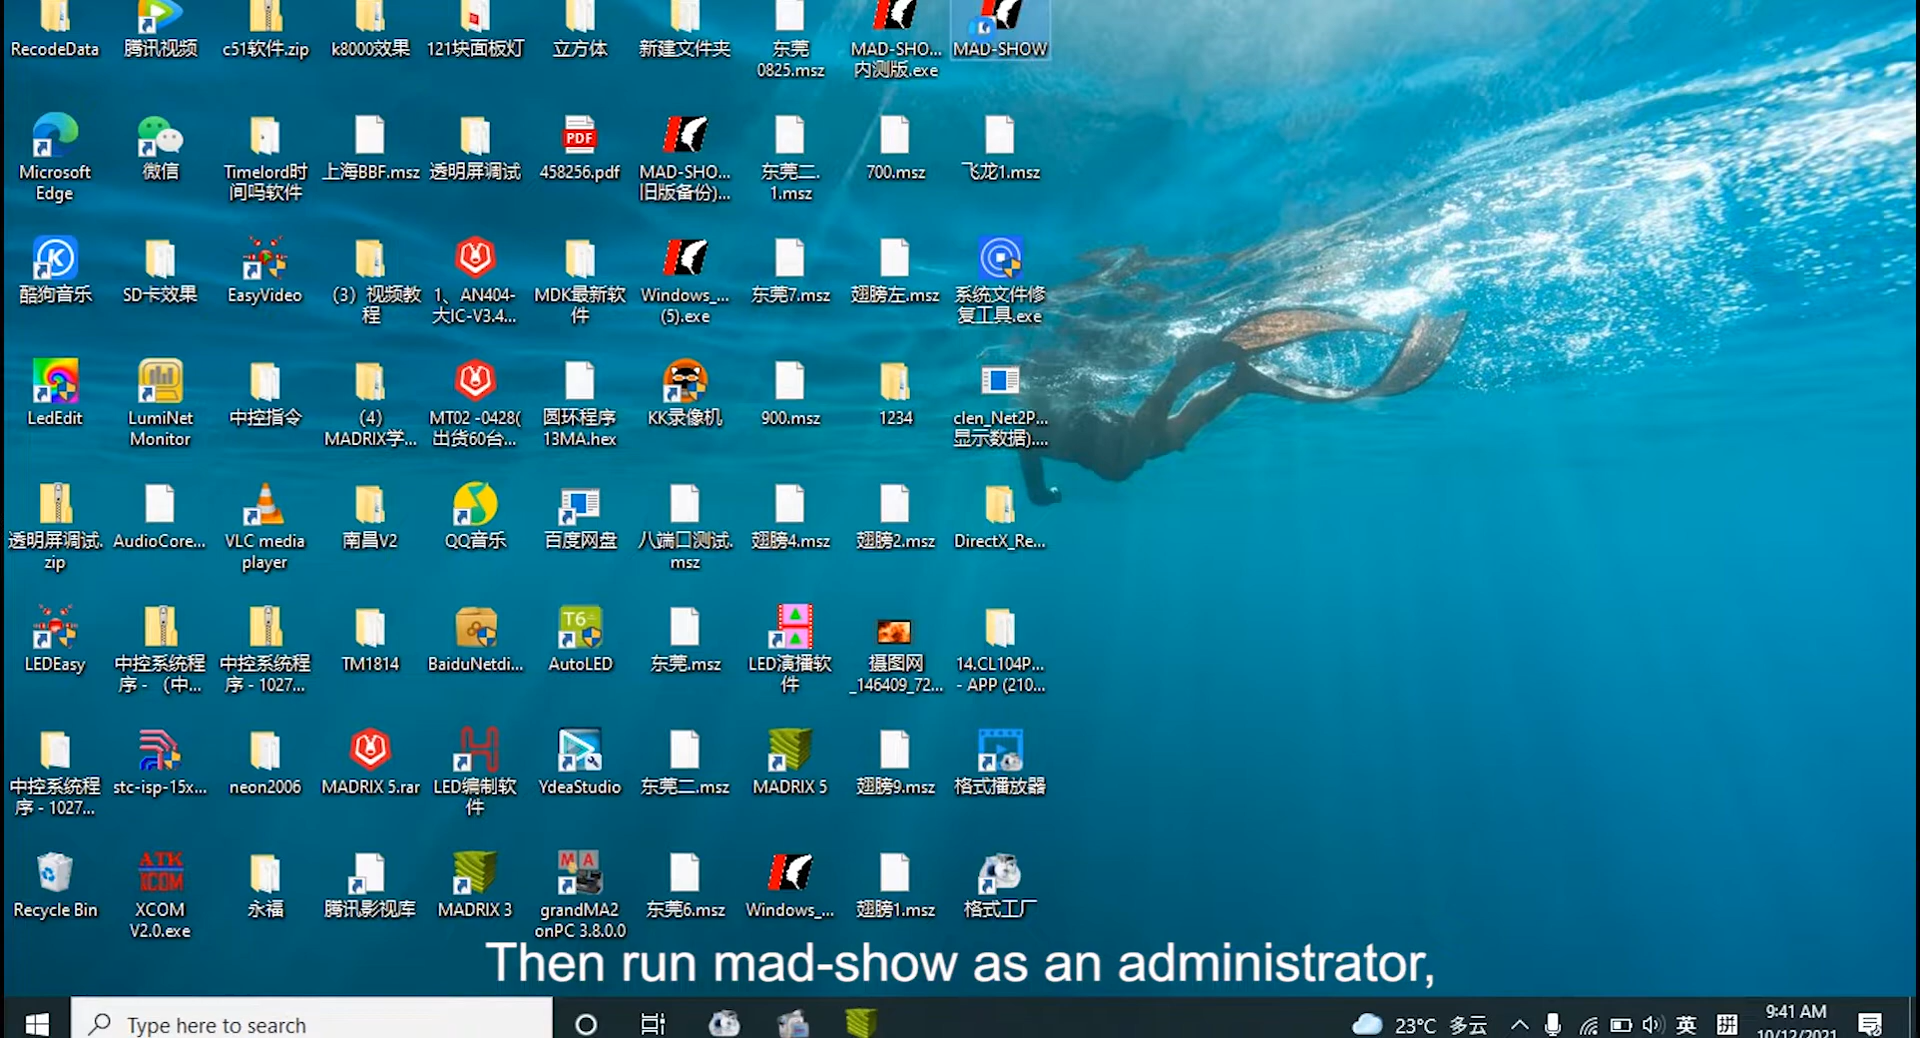 RecodeData
腾讯视频
c51软件.zip
k8000效果
121块面板灯
立方体
新建文件夹
东莞
0825.msz
MAD-SHO...
内测版.exe
MAD-SHOW
Microsoft
Edge
微信
Timelord时
间吗软件
上海BBF.msz
透明屏调试
PDF
458256.pdf
MAD-SHO...
旧版备份)...
东莞二.
1.msz
700.msz
飞龙1.msz
K
酷狗音乐
SD卡效果
EasyVideo
（3）视频教
程
1、AN404-
大IC-V3.4...
MDK最新软
件
Windows_...
(5).exe
东莞7.msz
翅膀左.msz
系统文件修
复工具.exe
LedEdit
LumiNet
Monitor
中控指令
（4）
MADRIX学...
MT02 -0428(
出货60台...
圆环程序
13MA.hex
KK录像机
900.msz
1234
clen_Net2P...
显示数据)....
透明屏调试.
zip
AudioCore...
VLC media
player
南昌V2
QQ音乐
百度网盘
八端口测试.
msz
翅膀4.msz
翅膀2.msz
DirectX_Re...
LEDEasy
中控系统程
序 - （中...
中控系统程
序 - 1027...
TM1814
BaiduNetdi...
T6
AutoLED
东莞.msz
LED演播软
件
摄图网
_146409_72...
14.CL104P...
- APP (210...
中控系统程
序 - 1027...
stc-isp-15x...
neon2006
MADRIX 5.rar
LED编制软
件
YdeaStudio
东莞二.msz
MADRIX 5
翅膀9.msz
格式播放器
Recycle Bin
ATK
XCOM
XCOM
V2.0.exe
永福
腾讯影视库
MADRIX 3
MA
grandMA2
onPC 3.8.0.0
东莞6.msz
Windows_...
翅膀1.msz
格式工厂
Then run mad-show as an administrator,
Type here to search
23°C 多云
英
拼
9:41 AM
10/12/2021